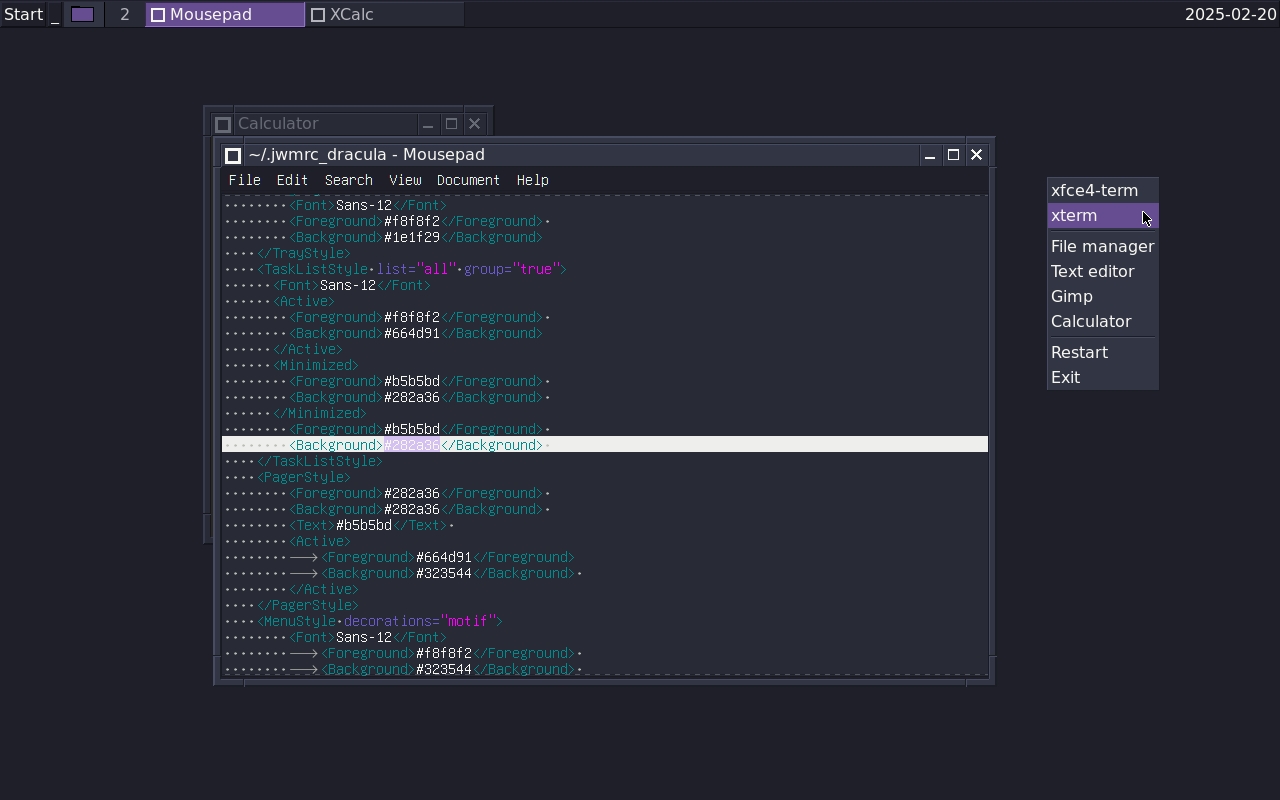 Start _ 2 Mousepad XCalc 2025-02-20
Calculator
~/.jwmrc_dracula - Mousepad
File Edit Search View Document Help
········<Font>Sans-12</Font>
········<Foreground>#f8f8f2</Foreground>·
········<Background>#1e1f29</Background>
····</TrayStyle>
····<TaskListStyle·list="all"·group="true">
······<Font>Sans-12</Font>
······<Active>
········<Foreground>#f8f8f2</Foreground>·
········<Background>#664d91</Background>
······</Active>
······<Minimized>
········<Foreground>#b5b5bd</Foreground>·
········<Background>#282a36</Background>·
······</Minimized>
········<Foreground>#b5b5bd</Foreground>·
········<Background>#282a36</Background>·
····</TaskListStyle>
····<PagerStyle>
········<Foreground>#282a36</Foreground>·
········<Background>#282a36</Background>·
········<Text>#b5b5bd</Text>·
········<Active>
········→<Foreground>#664d91</Foreground>
········→<Background>#323544</Background>·
········</Active>
····</PagerStyle>
····<MenuStyle·decorations="motif">
········<Font>Sans-12</Font>
········→<Foreground>#f8f8f2</Foreground>·
········→<Background>#323544</Background>·
xfce4-term
xterm
File manager
Text editor
Gimp
Calculator
Restart
Exit